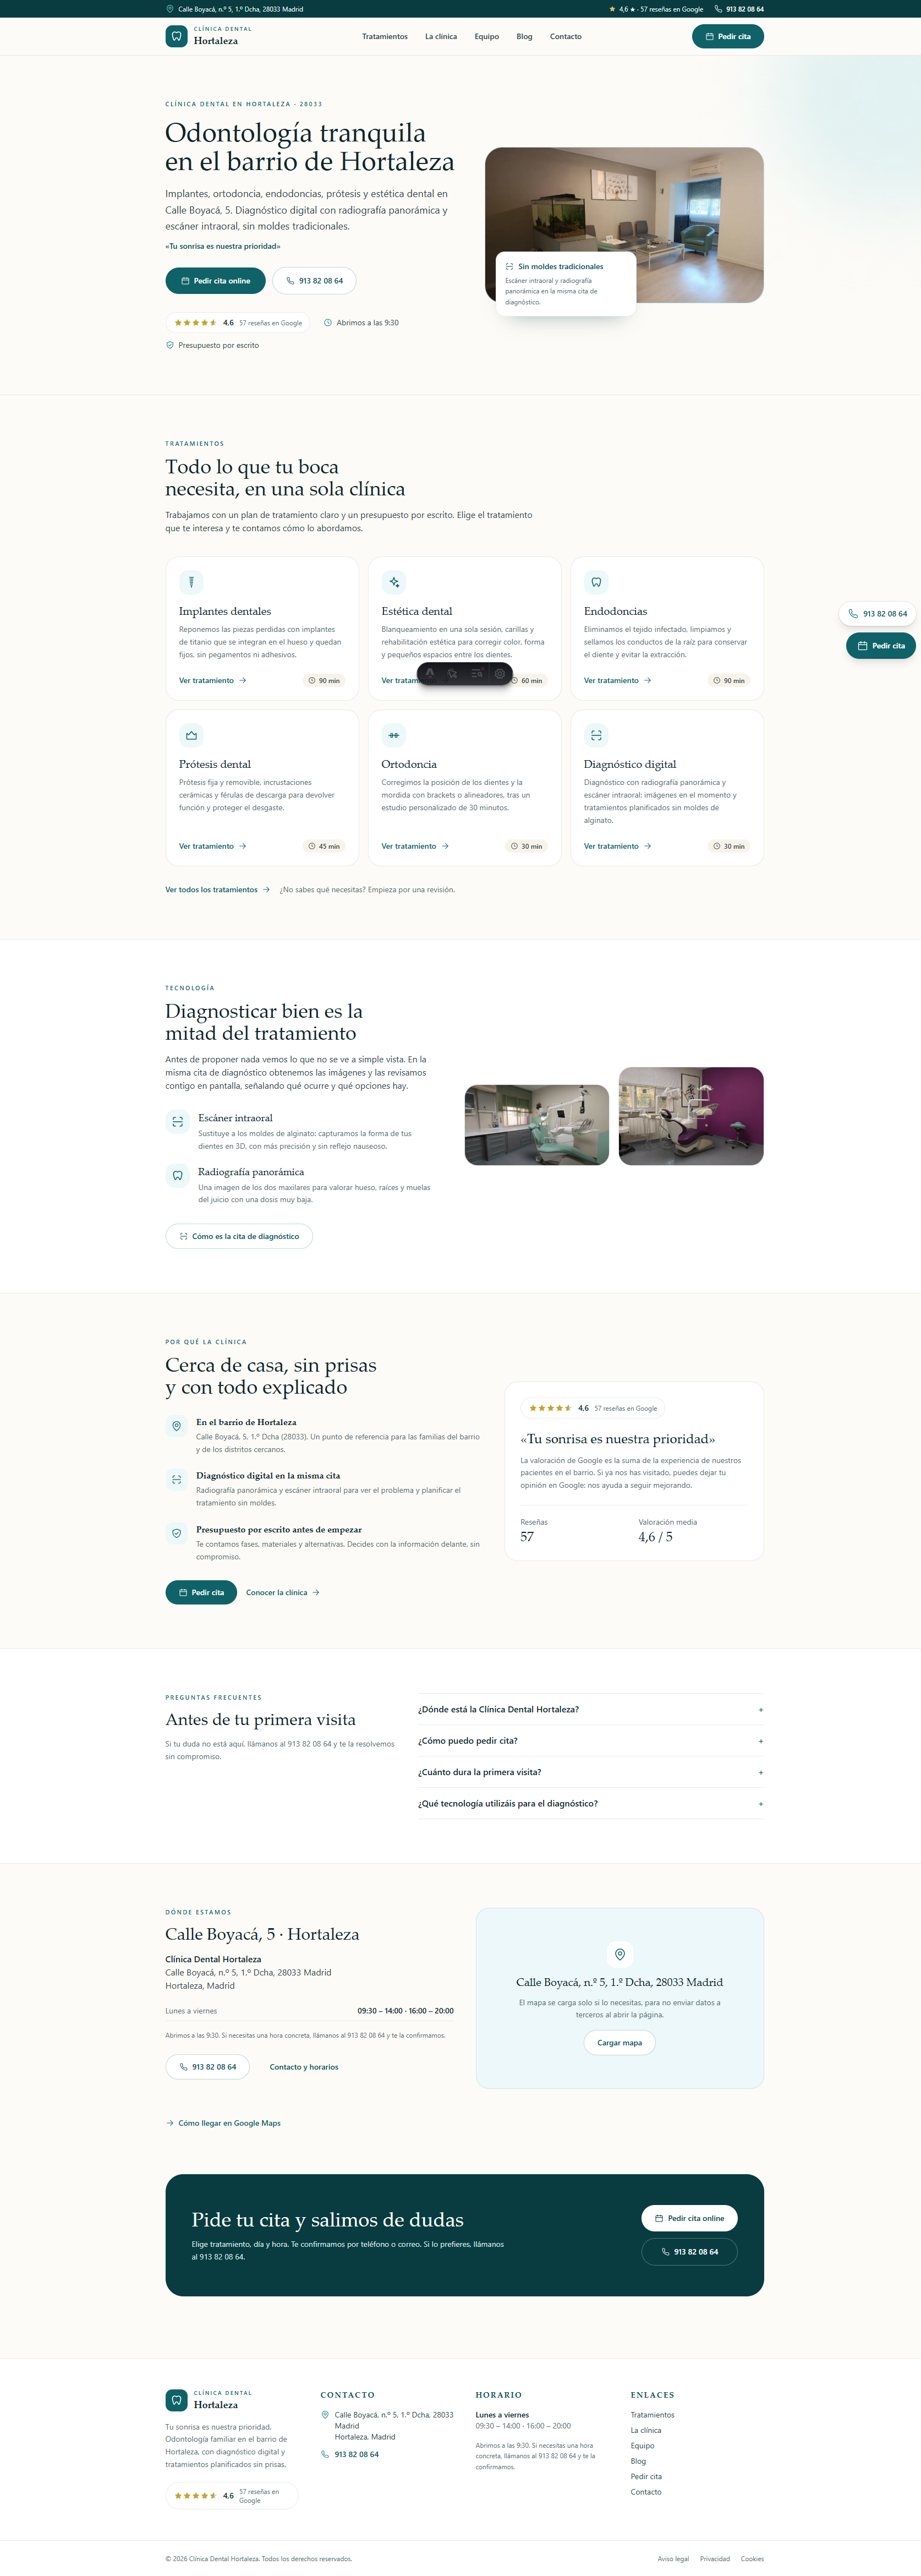 Calle Boyacá, n.º 5, 1.º Dcha, 28033 Madrid
4,6 ★ · 57 reseñas en Google
913 82 08 64
CLÍNICA DENTAL
Hortaleza
Tratamientos
La clínica
Equipo
Blog
Contacto
Pedir cita
CLÍNICA DENTAL EN HORTALEZA · 28033
Odontología tranquila
en el barrio de Hortaleza
Implantes, ortodoncia, endodoncias, prótesis y estética dental en
Calle Boyacá, 5. Diagnóstico digital con radiografía panorámica y
escáner intraoral, sin moldes tradicionales.
«Tu sonrisa es nuestra prioridad»
Pedir cita online
913 82 08 64
4,6 57 reseñas en Google
Abrimos a las 9:30
Presupuesto por escrito
Sin moldes tradicionales
Escáner intraoral y radiografía
panorámica en la misma cita de
diagnóstico.
TRATAMIENTOS
Todo lo que tu boca
necesita, en una sola clínica
Trabajamos con un plan de tratamiento claro y un presupuesto por escrito. Elige el tratamiento
que te interesa y te contamos cómo lo abordamos.
Implantes dentales
Reponemos las piezas perdidas con implantes
de titanio que se integran en el hueso y quedan
fijos, sin pegamentos ni adhesivos.
Ver tratamiento
90 min
Estética dental
Blanqueamiento en una sola sesión, carillas y
rehabilitación estética para corregir color, forma
y pequeños espacios entre los dientes.
Ver tratam
60 min
Endodoncias
Eliminamos el tejido infectado, limpiamos y
sellamos los conductos de la raíz para conservar
el diente y evitar la extracción.
Ver tratamiento
90 min
913 82 08 64
Pedir cita
Prótesis dental
Prótesis fija y removible, incrustaciones
cerámicas y férulas de descarga para devolver
función y proteger el desgaste.
Ver tratamiento
45 min
Ortodoncia
Corregimos la posición de los dientes y la
mordida con brackets o alineadores, tras un
estudio personalizado de 30 minutos.
Ver tratamiento
30 min
Diagnóstico digital
Diagnóstico con radiografía panorámica y
escáner intraoral: imágenes en el momento y
tratamientos planificados sin moldes de
alginato.
Ver tratamiento
30 min
Ver todos los tratamientos
¿No sabes qué necesitas? Empieza por una revisión.
TECNOLOGÍA
Diagnosticar bien es la
mitad del tratamiento
Antes de proponer nada vemos lo que no se ve a simple vista. En la
misma cita de diagnóstico obtenemos las imágenes y las revisamos
contigo en pantalla, señalando qué ocurre y qué opciones hay.
Escáner intraoral
Sustituye a los moldes de alginato: capturamos la forma de tus
dientes en 3D, con más precisión y sin reflejo nauseoso.
Radiografía panorámica
Una imagen de los dos maxilares para valorar hueso, raíces y muelas
del juicio con una dosis muy baja.
Cómo es la cita de diagnóstico
POR QUÉ LA CLÍNICA
Cerca de casa, sin prisas
y con todo explicado
En el barrio de Hortaleza
Calle Boyacá, 5, 1.º Dcha (28033). Un punto de referencia para las familias del barrio
y de los distritos cercanos.
Diagnóstico digital en la misma cita
Radiografía panorámica y escáner intraoral para ver el problema y planificar el
tratamiento sin moldes.
Presupuesto por escrito antes de empezar
Te contamos fases, materiales y alternativas. Decides con la información delante, sin
compromiso.
Pedir cita
Conocer la clínica
4,6 57 reseñas en Google
«Tu sonrisa es nuestra prioridad»
La valoración de Google es la suma de la experiencia de nuestros
pacientes en el barrio. Si ya nos has visitado, puedes dejar tu
opinión en Google: nos ayuda a seguir mejorando.
Reseñas
57
Valoración media
4,6 / 5
PREGUNTAS FRECUENTES
Antes de tu primera visita
Si tu duda no está aquí, llámanos al 913 82 08 64 y te la resolvemos
sin compromiso.
¿Dónde está la Clínica Dental Hortaleza? +
¿Cómo puedo pedir cita? +
¿Cuánto dura la primera visita? +
¿Qué tecnología utilizáis para el diagnóstico? +
DÓNDE ESTAMOS
Calle Boyacá, 5 · Hortaleza
Clínica Dental Hortaleza
Calle Boyacá, n.º 5, 1.º Dcha, 28033 Madrid
Hortaleza, Madrid
Lunes a viernes 09:30 – 14:00 · 16:00 – 20:00
Abrimos a las 9:30. Si necesitas una hora concreta, llámanos al 913 82 08 64 y te la confirmamos.
913 82 08 64
Contacto y horarios
Cómo llegar en Google Maps
Calle Boyacá, n.º 5, 1.º Dcha, 28033 Madrid
El mapa se carga solo si lo necesitas, para no enviar datos a
terceros al abrir la página.
Cargar mapa
Pide tu cita y salimos de dudas
Elige tratamiento, día y hora. Te confirmamos por teléfono o correo. Si lo prefieres, llámanos
al 913 82 08 64.
Pedir cita online
913 82 08 64
CLÍNICA DENTAL
Hortaleza
Tu sonrisa es nuestra prioridad.
Odontología familiar en el barrio de
Hortaleza, con diagnóstico digital y
tratamientos planificados sin prisas.
4,6 57 reseñas en
Google
CONTACTO
Calle Boyacá, n.º 5, 1.º Dcha, 28033
Madrid
Hortaleza, Madrid
913 82 08 64
HORARIO
Lunes a viernes
09:30 – 14:00 · 16:00 – 20:00
Abrimos a las 9:30. Si necesitas una hora
concreta, llámanos al 913 82 08 64 y te la
confirmamos.
ENLACES
Tratamientos
La clínica
Equipo
Blog
Pedir cita
Contacto
© 2026 Clínica Dental Hortaleza. Todos los derechos reservados.
Aviso legal
Privacidad
Cookies